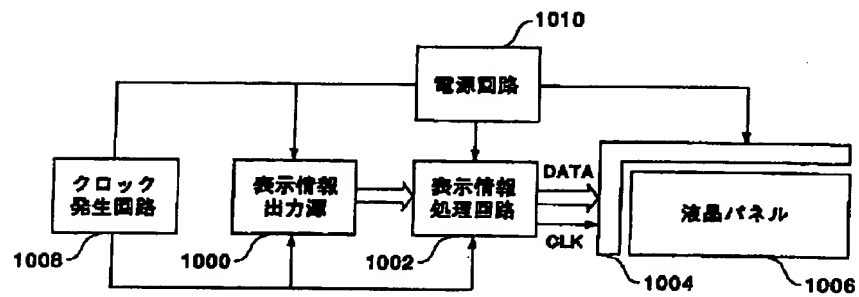 1010
電源回路
クロック
発生回路
表示情報
出力源
表示情報
処理回路
DATA
CLK
液晶パネル
1008
1000
1002
1004
1006